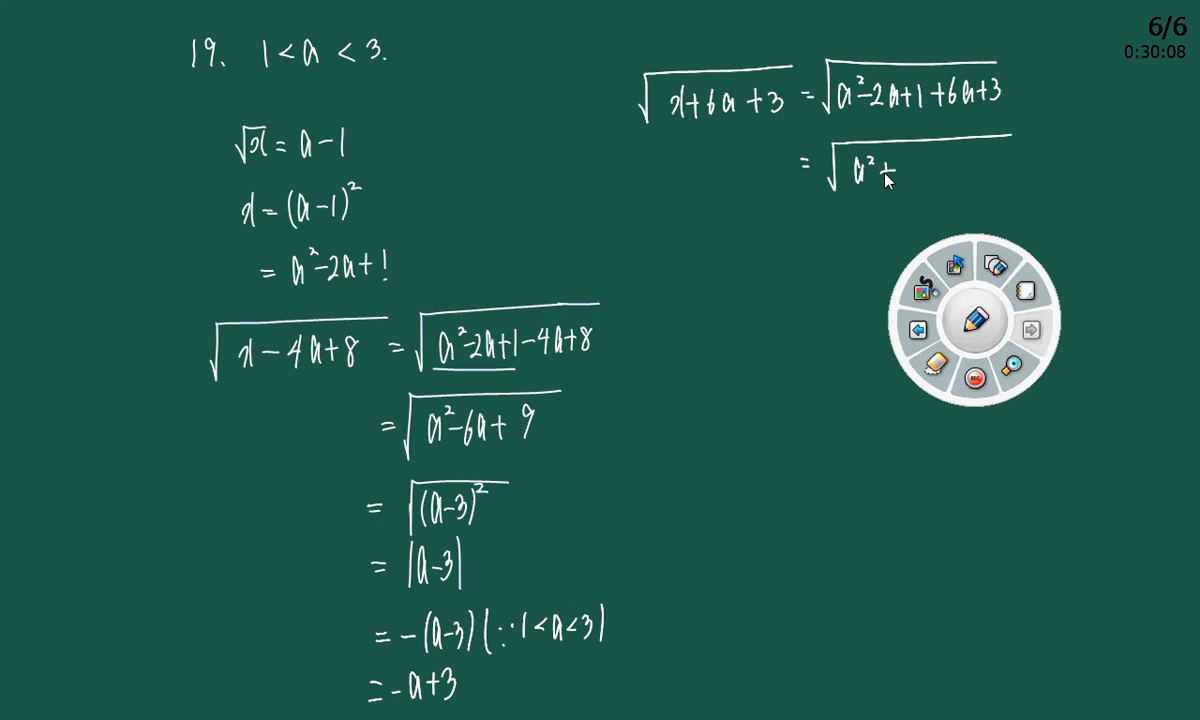 6/6
0:30:08
19. 1 < a < 3.
√x = a - 1
x = (a - 1)²
= a² - 2a + 1
√(x - 4a + 8) = √(a² - 2a + 1 - 4a + 8)
= √(a² - 6a + 9)
= √((a - 3)²)
= |a - 3|
= -(a - 3) (∵ 1 < a < 3)
= -a + 3
√(x + 6a + 3) = √(a² - 2a + 1 + 6a + 3)
= √(a² +
REC